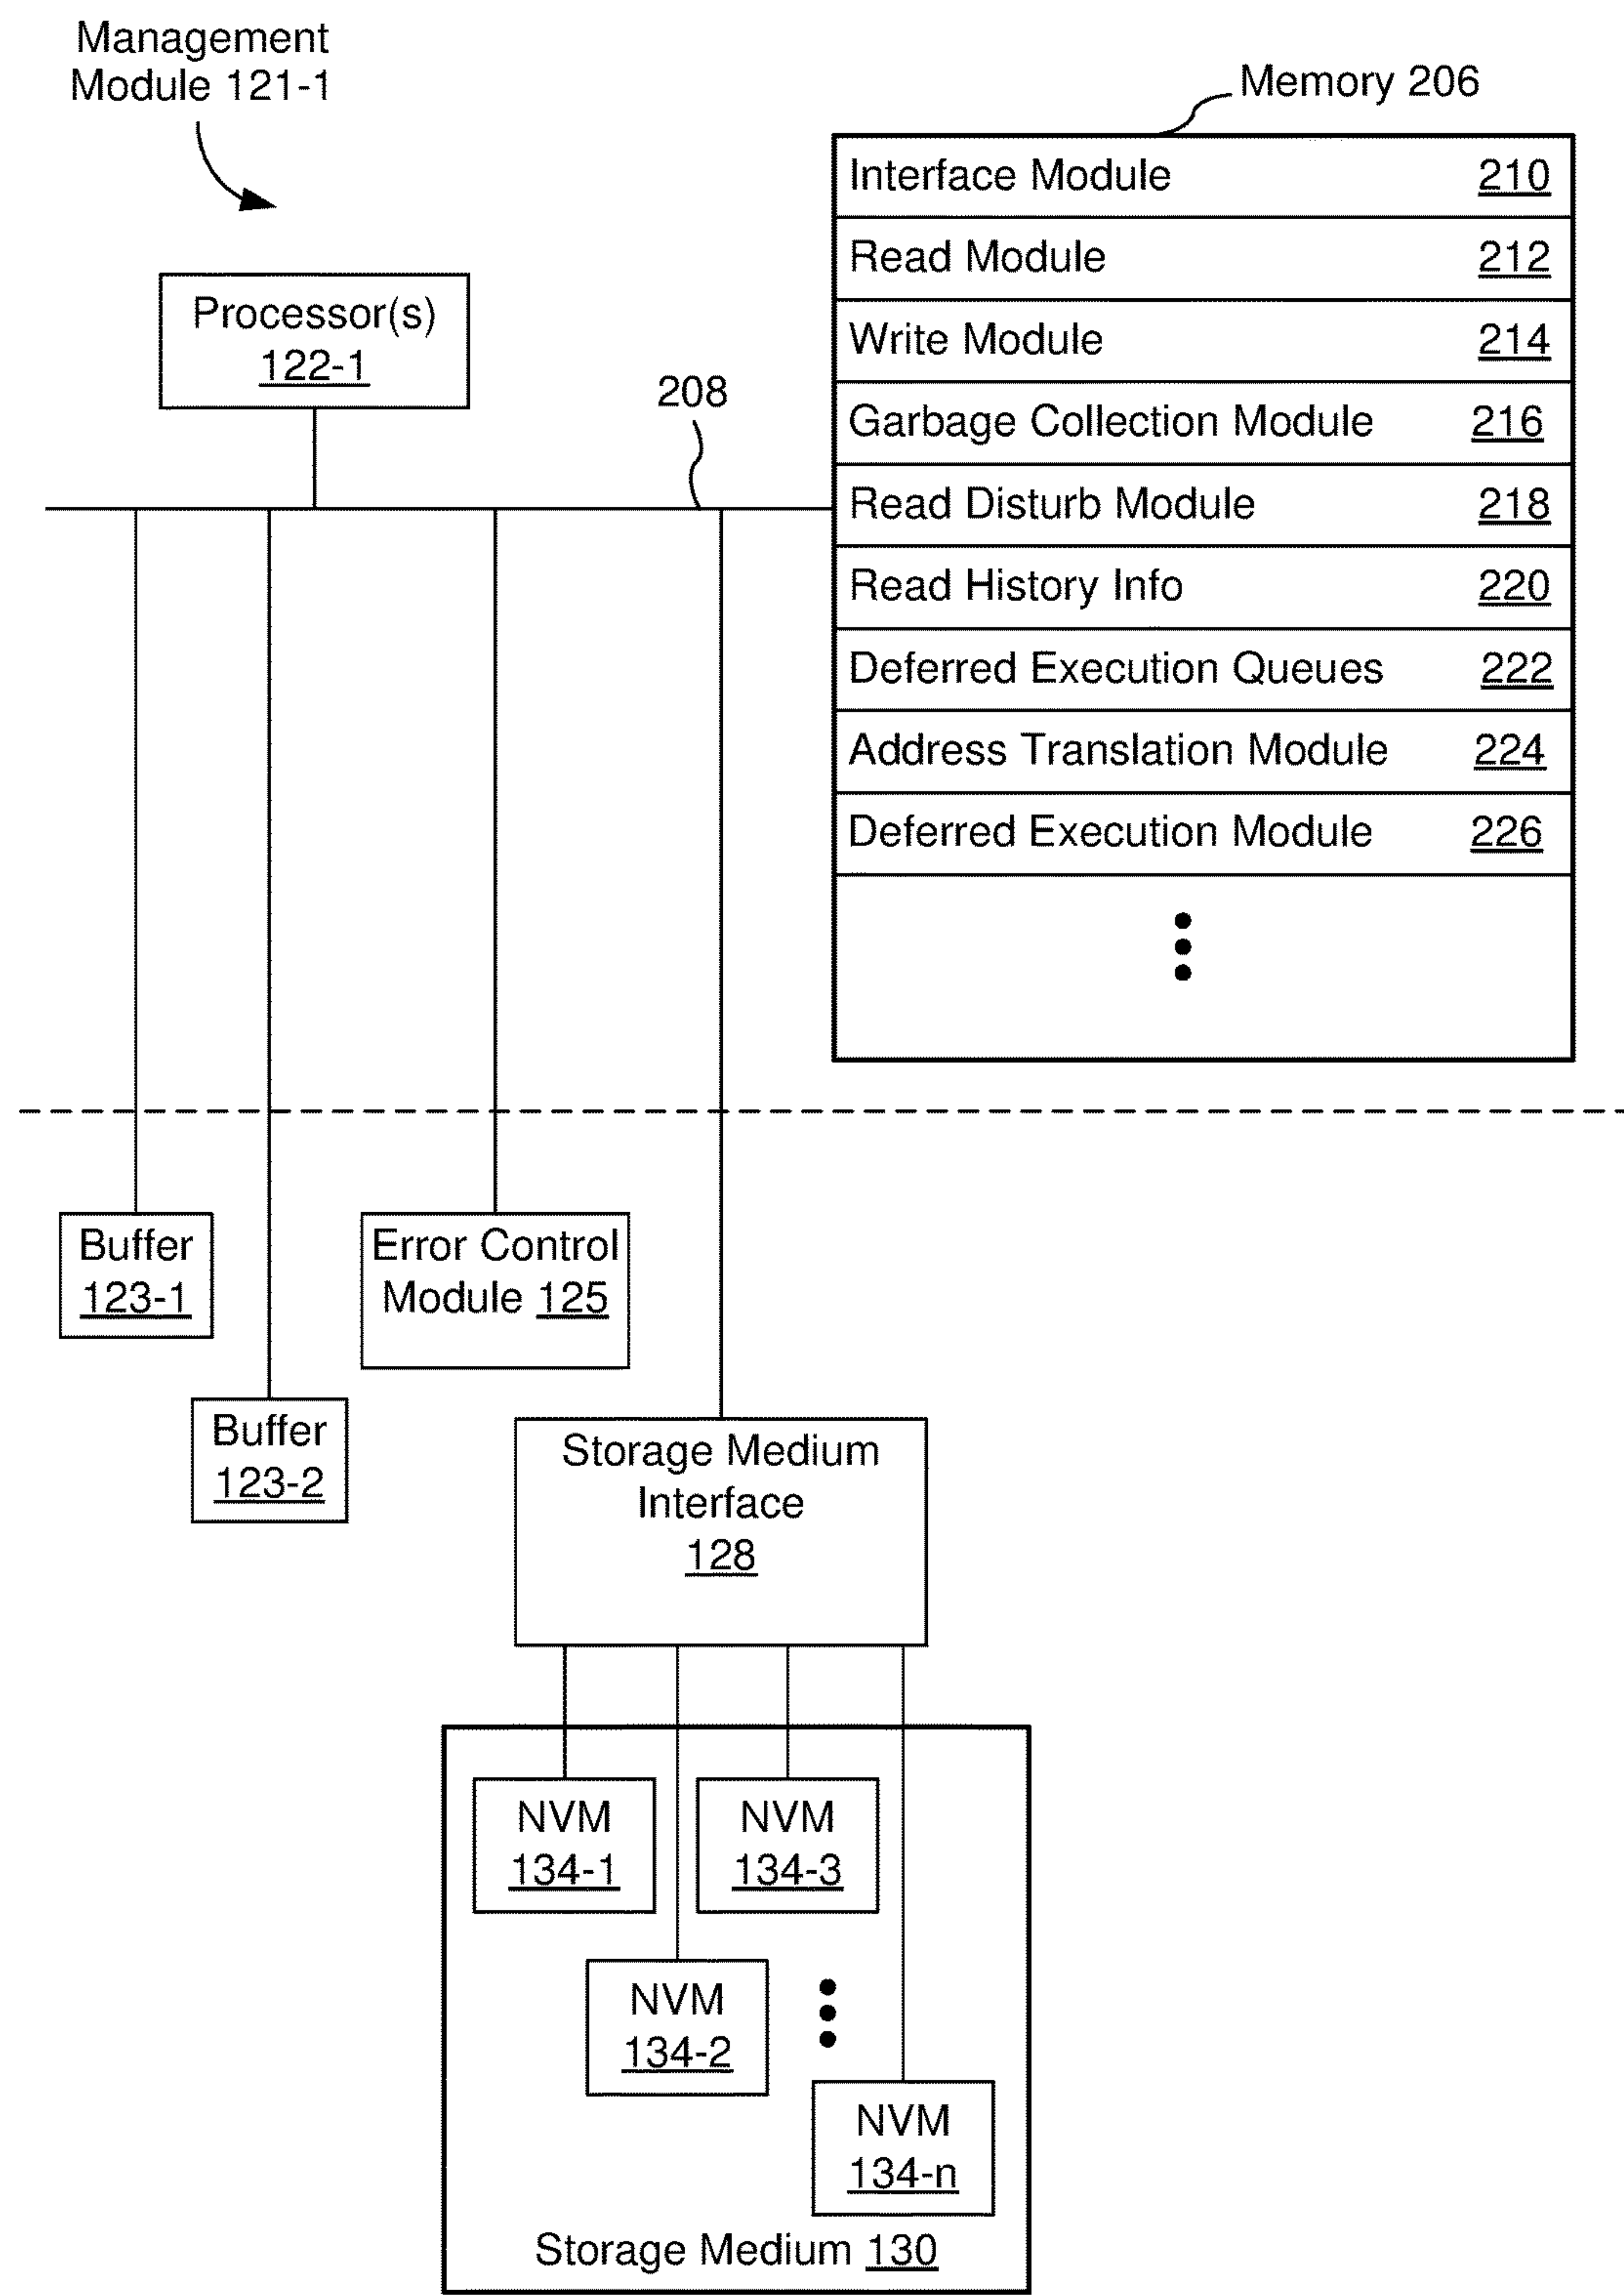 Management
Module 121-1
Memory 206
Interface Module 210
Read Module 212
Write Module 214
Garbage Collection Module 216
Read Disturb Module 218
Read History Info 220
Deferred Execution Queues 222
Address Translation Module 224
Deferred Execution Module 226
Processor(s)
122-1
208
Buffer
123-1
Buffer
123-2
Error Control
Module 125
Storage Medium
Interface
128
NVM
134-1
NVM
134-3
NVM
134-2
NVM
134-n
Storage Medium 130